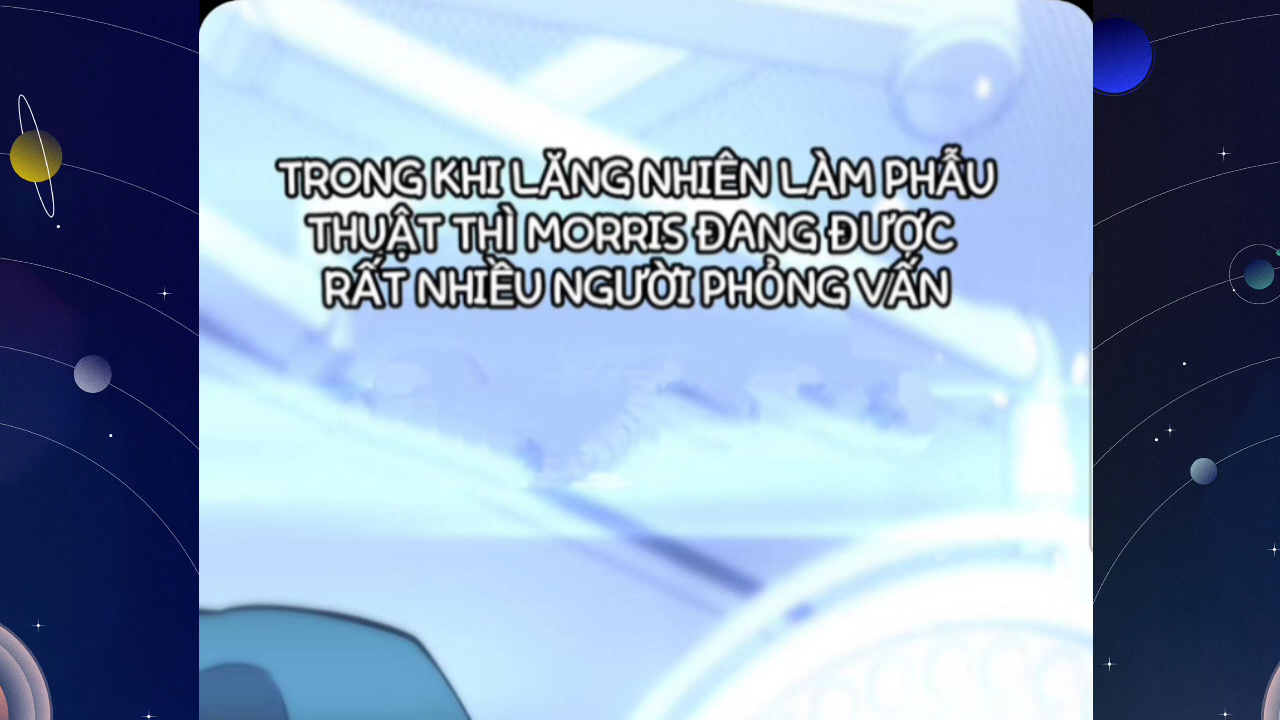 TRONG KHI LĂNG NHIÊN LÀM PHẪU
THUẬT THÌ MORRIS ĐANG ĐƯỢC
RẤT NHIỀU NGƯỜI PHỎNG VẤN